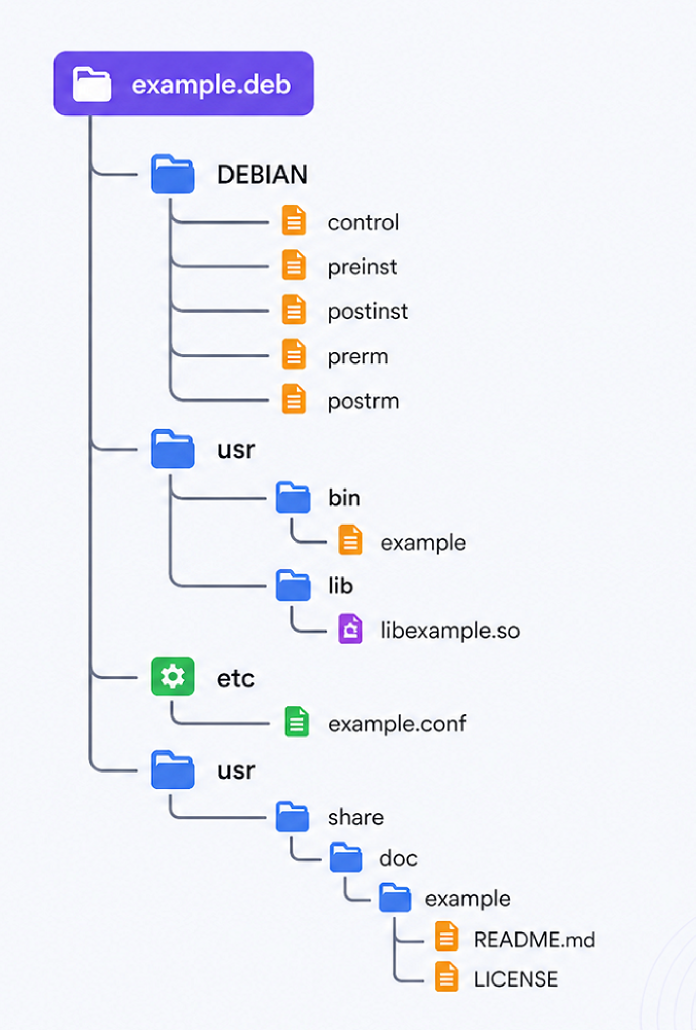 example.deb
DEBIAN
control
preinst
postinst
prerm
postrm
usr
bin
example
lib
libexample.so
etc
example.conf
usr
share
doc
example
README.md
LICENSE